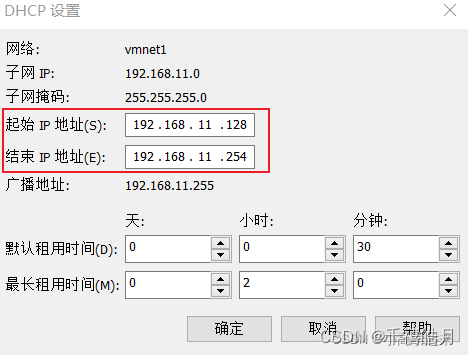 DHCP 设置
网络: vmnet1
子网 IP: 192.168.11.0
子网掩码: 255.255.255.0
起始 IP 地址(S): 192 . 168 . 11 . 128
结束 IP 地址(E): 192 . 168 . 11 . 254
广播地址: 192.168.11.255
天: 小时: 分钟:
默认租用时间(D): 0 0 30
最长租用时间(M): 0 2 0
确定 取消 帮助
CSDN